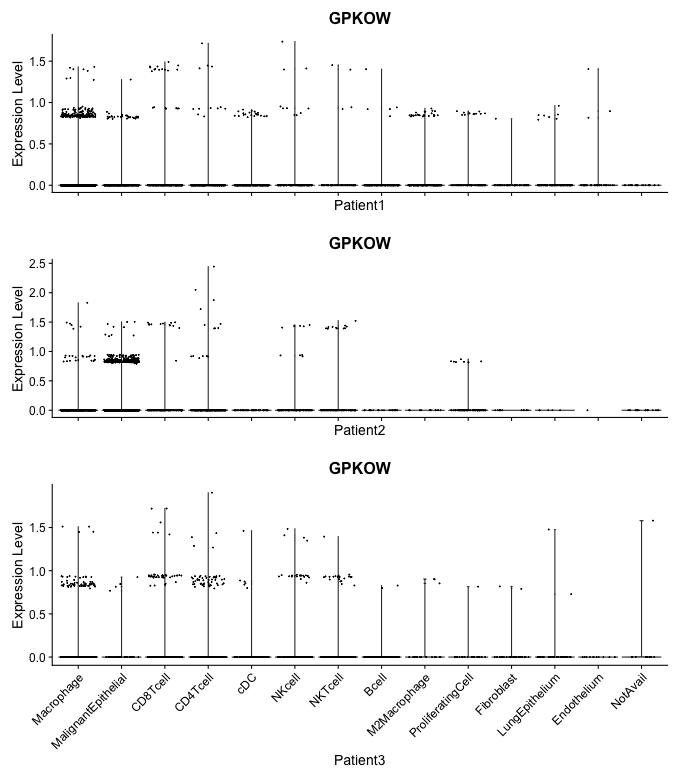 GPKOW
Expression Level
1.5
1.0
0.5
0.0
Patient1
GPKOW
Expression Level
2.5
2.0
1.5
1.0
0.5
0.0
Patient2
GPKOW
Expression Level
1.5
1.0
0.5
0.0
Macrophage
MalignantEpithelial
CD8Tcell
CD4Tcell
cDC
NKcell
NKTcell
Bcell
M2Macrophage
ProliferatingCell
Fibroblast
LungEpithelium
Endothelium
NotAvail
Patient3